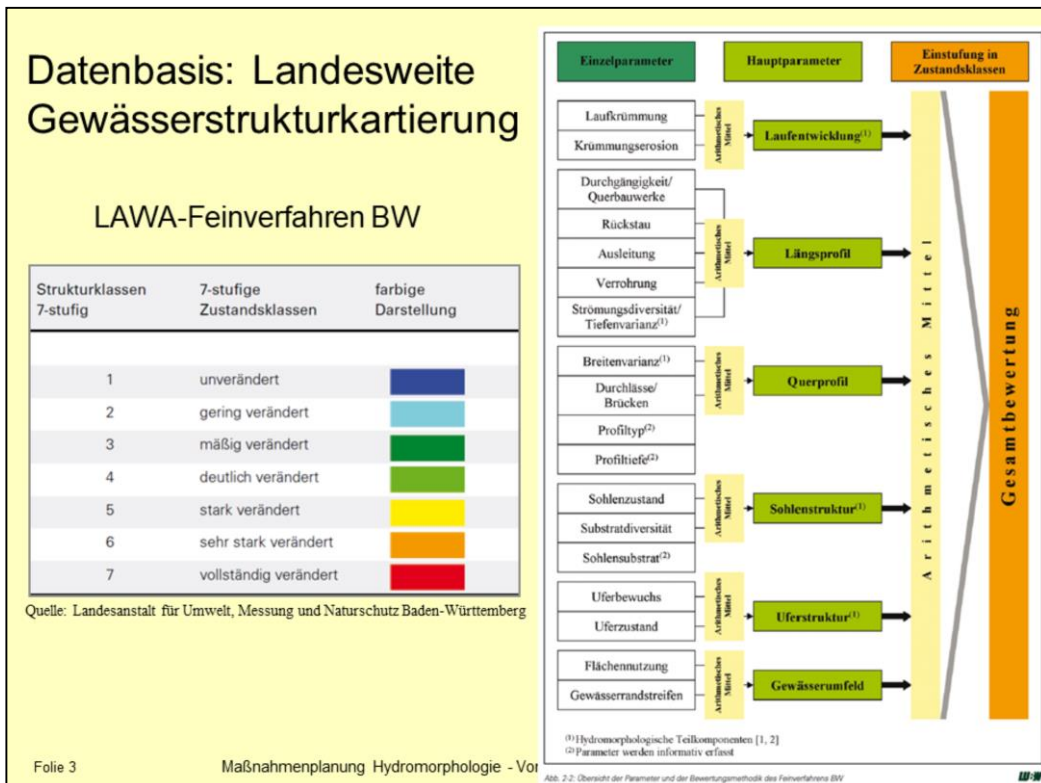 Datenbasis: Landesweite
Gewässerstrukturkartierung
LAWA-Feinverfahren BW
Strukturklassen
7-stufig
7-stufige
Zustandsklassen
farbige
Darstellung
1 unverändert
2 gering verändert
3 mäßig verändert
4 deutlich verändert
5 stark verändert
6 sehr stark verändert
7 vollständig verändert
Quelle: Landesanstalt für Umwelt, Messung und Naturschutz Baden-Württemberg
Folie 3
Maßnahmenplanung Hydromorphologie - Vor
Einzelparameter
Hauptparameter
Einstufung in
Zustandsklassen
Laufkrümmung
Krümmungserosion
Arithmetisches
Mittel
Laufentwicklung(1)
Durchgängigkeit/
Querbauwerke
Rückstau
Ausleitung
Verrohrung
Strömungsdiversität/
Tiefenvarianz(1)
Arithmetisches
Mittel
Längsprofil
Breitenvarianz(1)
Durchlässe/
Brücken
Profiltyp(2)
Profiltiefe(2)
Arithmetisches
Mittel
Querprofil
Sohlenzustand
Substratdiversität
Sohlensubstrat(2)
Arithmetisches
Mittel
Sohlenstruktur(1)
Uferbewuchs
Uferzustand
Arithmetisches
Mittel
Uferstruktur(1)
Flächennutzung
Gewässerrandstreifen
Arithmetisches
Mittel
Gewässerumfeld
Arithmetisches Mittel
Gesamtbewertung
(1) Hydromorphologische Teilkomponenten [1, 2]
(2) Parameter werden informativ erfasst
Abb. 2-2: Übersicht der Parameter und der Bewertungsmethodik des Feinverfahrens BW